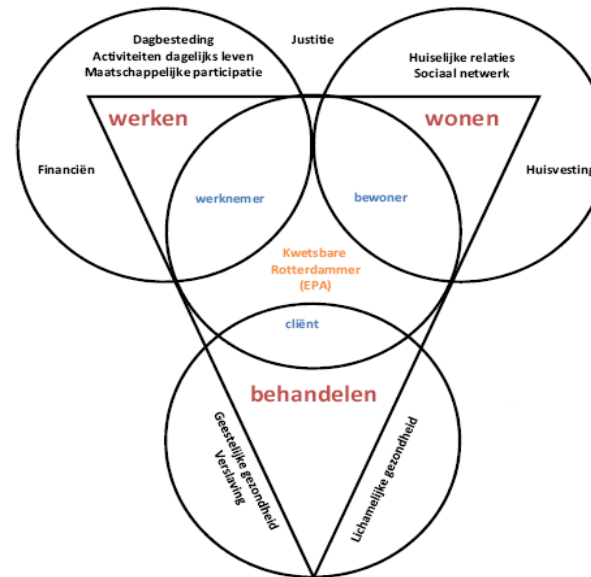 Dagbesteding
Activiteiten dagelijks leven
Maatschappelijke participatie
Justitie
Huiselijke relaties
Sociaal netwerk
werken
wonen
Financiën
Huisvesting
werknemer
bewoner
Kwetsbare
Rotterdammer
(EPA)
cliënt
behandelen
Geestelijke gezondheid
Verslaving
Lichamelijke gezondheid